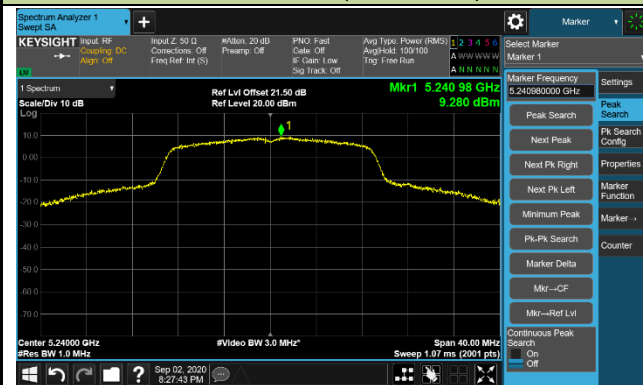 Spectrum Analyzer 1
Swept SA
Marker
KEYSIGHT
Input: RF
Coupling: DC
Align: Off
Input Z: 50 Ω
Corrections: Off
Freq Ref: Int (S)
#Atten: 20 dB
Preamp: Off
PNO: Fast
Gate: Off
IF Gain: Low
Sig Track: Off
Avg Type: Power (RMS)
Avg|Hold: 100/100
Trig: Free Run
1 2 3 4 5 6
A W W W W W
A N N N N N
Select Marker
Marker 1
LVI
1 Spectrum
Scale/Div 10 dB
Log
Ref Lvl Offset 21.50 dB
Ref Level 20.00 dBm
Mkr1 5.240 98 GHz
9.280 dBm
1
10.0
0.00
-10.0
-20.0
-30.0
-40.0
-50.0
-60.0
-70.0
Center 5.24000 GHz
#Res BW 1.0 MHz
#Video BW 3.0 MHz*
Span 40.00 MHz
Sweep 1.07 ms (2001 pts)
Marker Frequency
5.240980000 GHz
Peak Search
Next Peak
Next Pk Right
Next Pk Left
Minimum Peak
Pk-Pk Search
Marker Delta
Mkr→CF
Mkr→Ref Lvl
Continuous Peak
Search
On
Off
Settings
Peak
Search
Pk Search
Config
Properties
Marker
Function
Marker→
Counter
Sep 02, 2020
8:27:43 PM